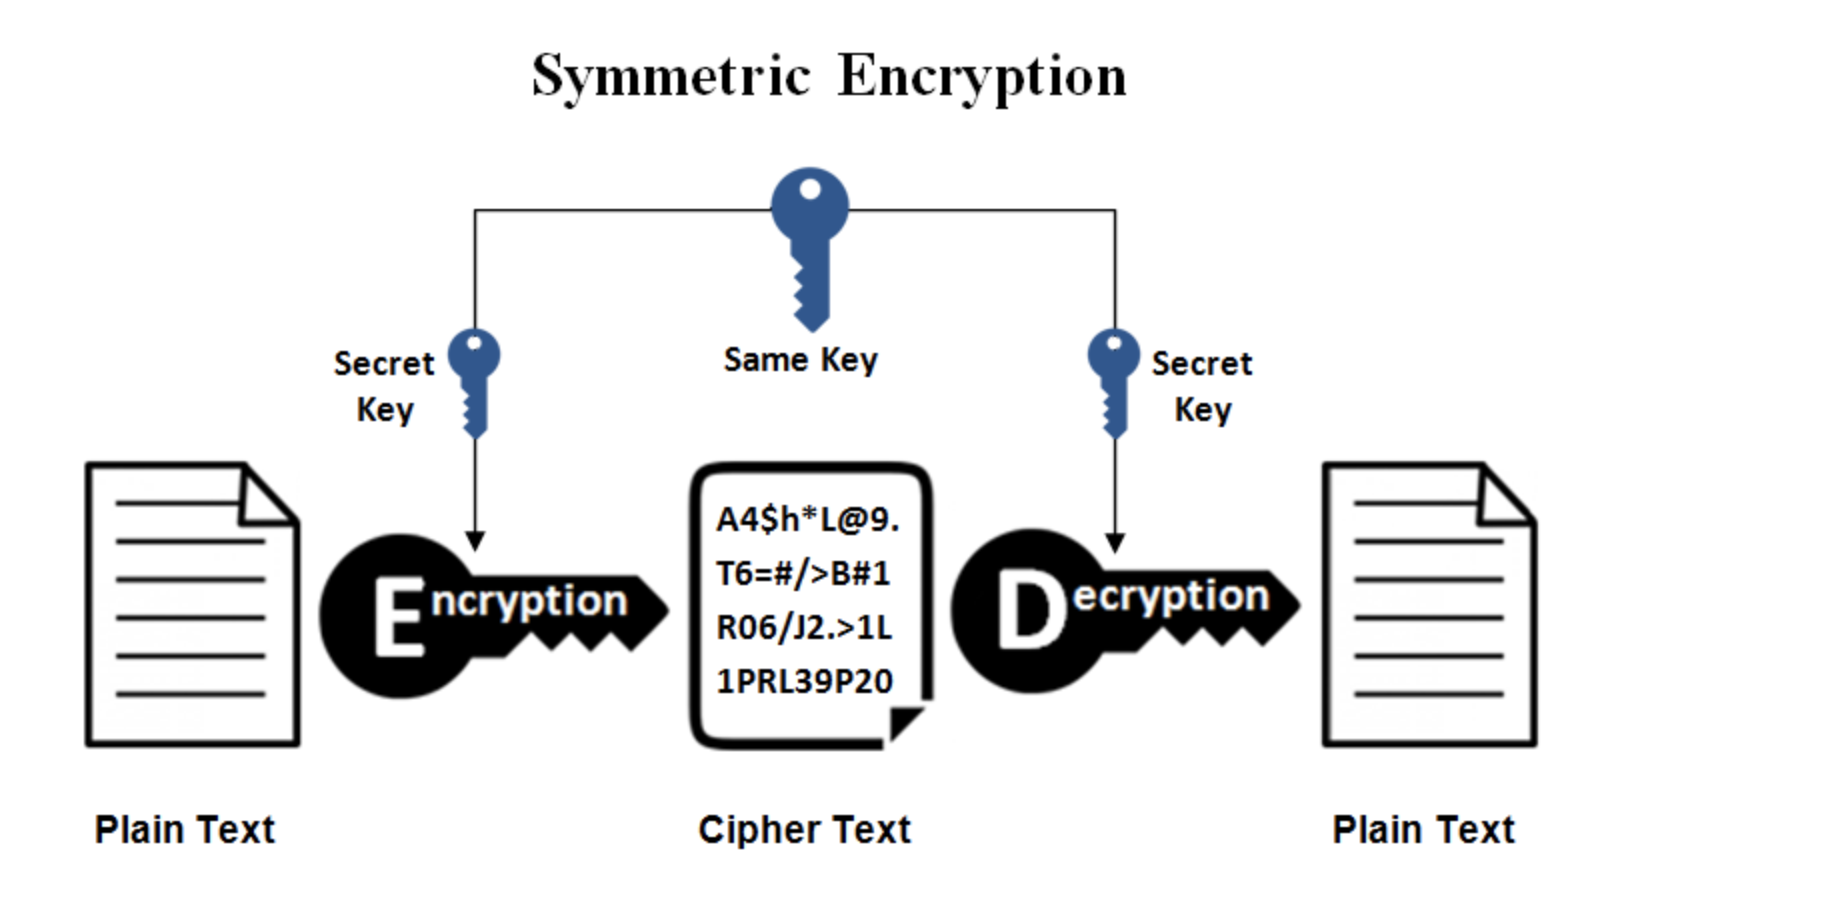 Symmetric Encryption
Same Key
Secret
Key
Secret
Key
A4$h*L@9.
T6=#/>B#1
R06/J2.>1L
1PRL39P20
Encryption
Decryption
Plain Text
Cipher Text
Plain Text